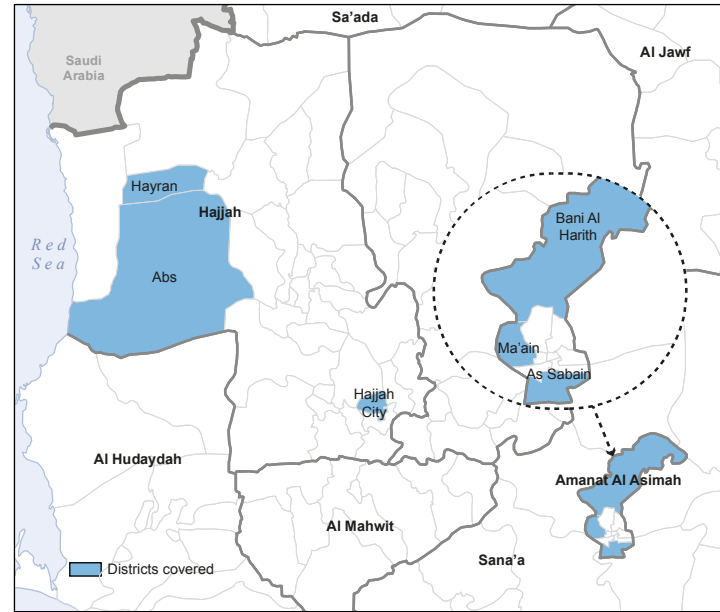 Sa'ada
Al Jawf
Saudi
Arabia
Hayran
Hajjah
Bani Al
Harith
Red
Sea
Abs
Ma'ain
As Sabain
Hajjah
City
Al Hudaydah
Amanat Al Asimah
Al Mahwit
Sana'a
Districts covered